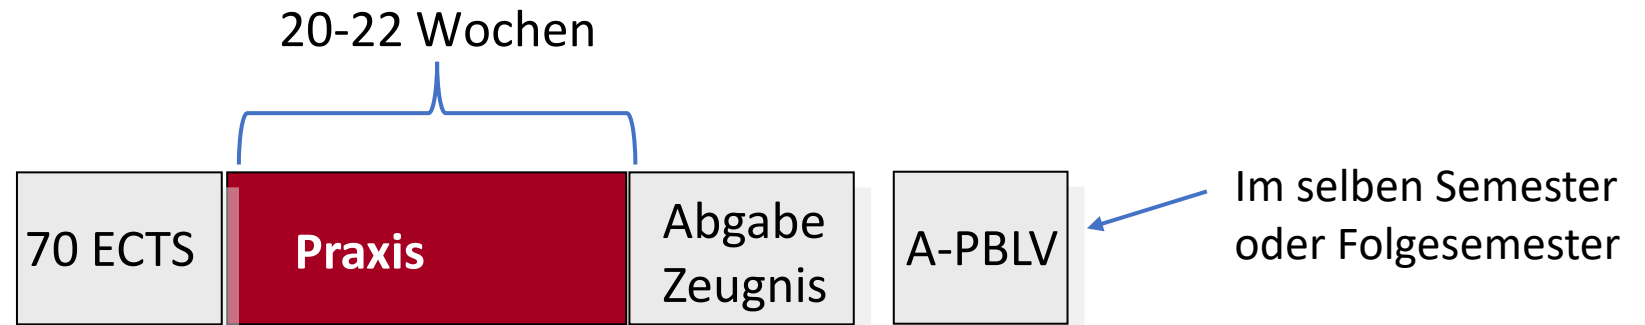 20-22 Wochen
70 ECTS
Praxis
Abgabe
Zeugnis
A-PBLV
Im selben Semester
oder Folgesemester